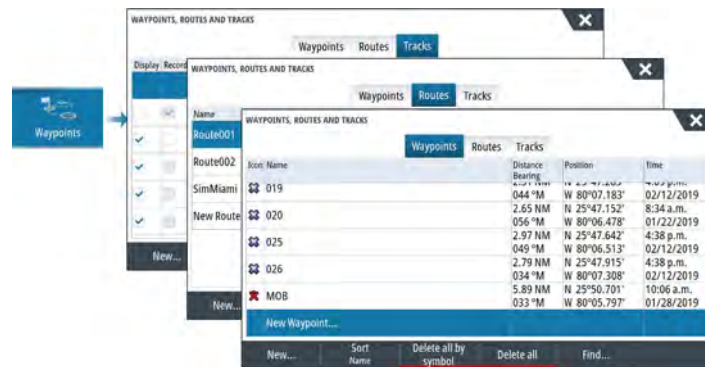 WAYPOINTS, ROUTES AND TRACKS
Waypoints Routes Tracks
Display Record
Waypoints
New...
WAYPOINTS, ROUTES AND TRACKS
Waypoints Routes Tracks
Name
Route001
Route002
SimMiami
New Route
New...
WAYPOINTS, ROUTES AND TRACKS
Waypoints Routes Tracks
Icon Name Distance Position Time
Bearing
019
044 °M W 80°07.183' 02/12/2019
2.65 NM N 25°47.152' 8:34 a.m.
020
056 °M W 80°06.478' 01/22/2019
2.97 NM N 25°47.642' 4:38 p.m.
025
049 °M W 80°06.513' 02/12/2019
2.79 NM N 25°47.915' 4:38 p.m.
026
034 °M W 80°07.308' 02/12/2019
5.89 NM N 25°50.701' 10:06 a.m.
MOB
033 °M W 80°05.797' 01/28/2019
New Waypoint...
New... Sort Delete all by Delete all Find...
Name symbol